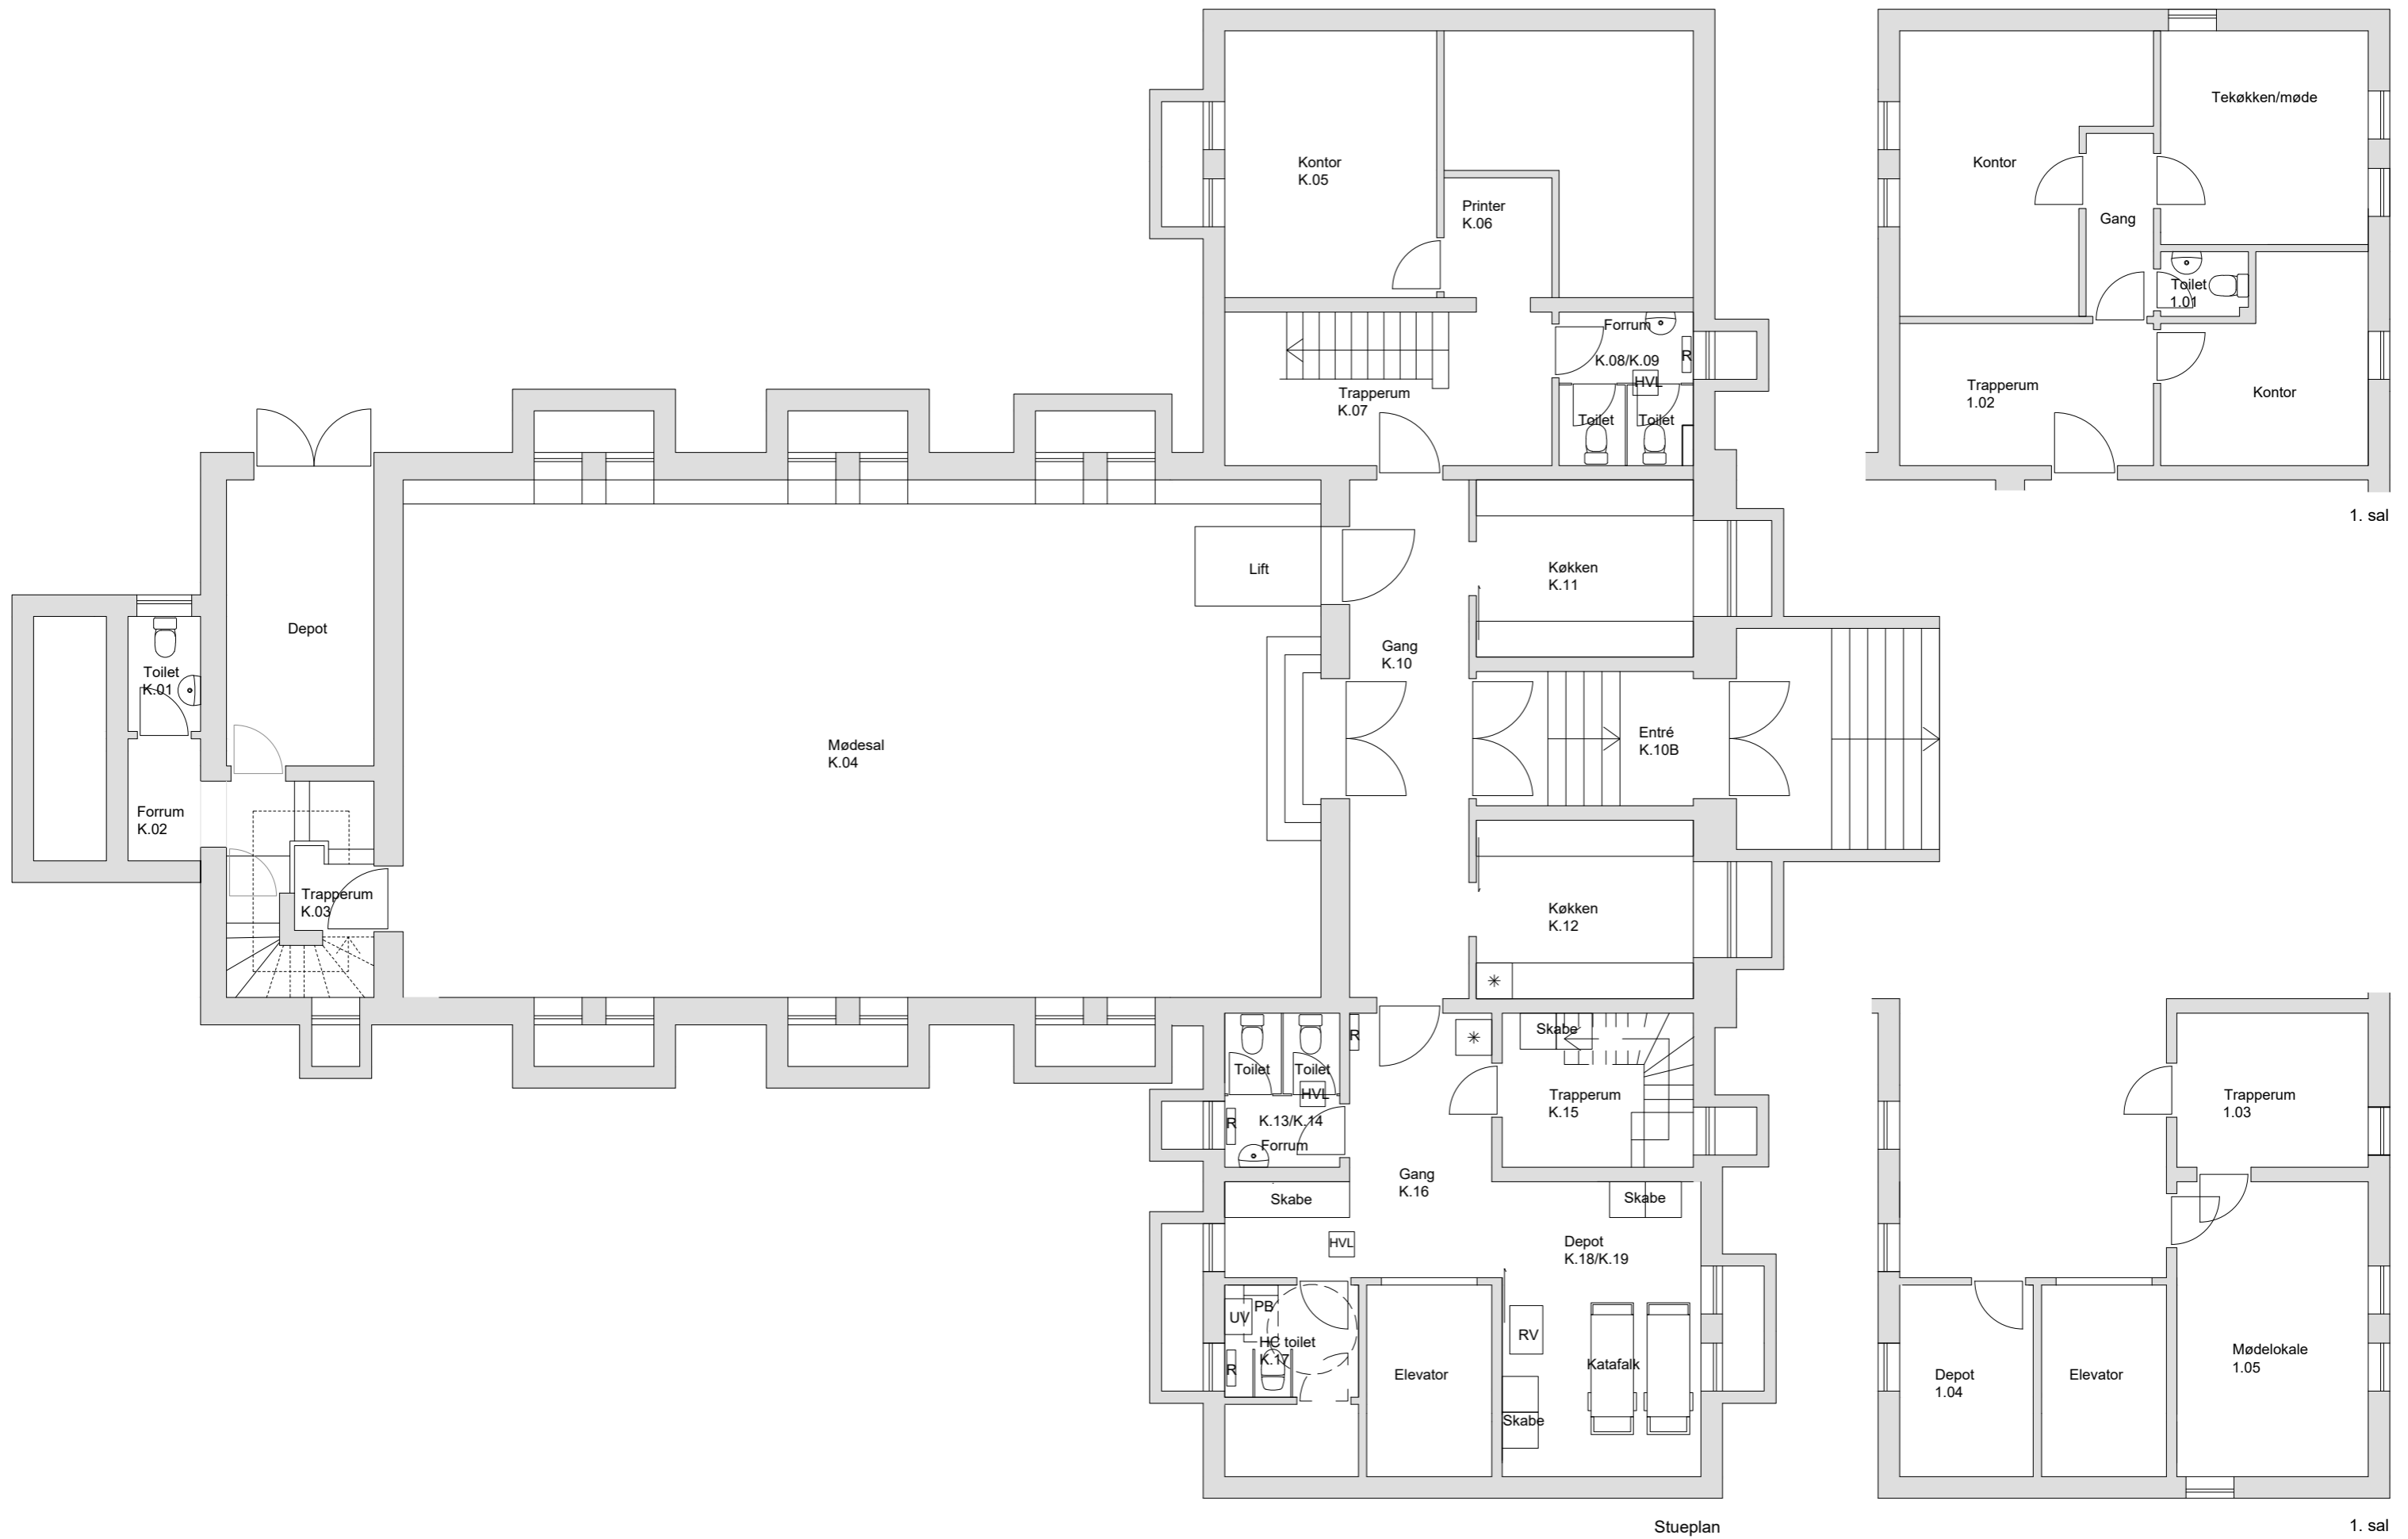 Kontor
K.05
Printer
K.06
Forrum
K.08/K.09
R
HVL
Toilet
Toilet
Trapperum
K.07
Lift
Køkken
K.11
Depot
Toilet
K.01
Gang
K.10
Mødesal
K.04
Entré
K.10B
Forrum
K.02
Trapperum
K.03
Køkken
K.12
Toilet
Toilet
R
HVL
R
K.13/K.14
Forrum
Skabe
Trapperum
K.15
Gang
K.16
Skabe
Skabe
HVL
Depot
K.18/K.19
PB
UV
HC toilet
K.17
R
Elevator
RV
Katafalk
Skabe
Stueplan
Tekøkken/møde
Kontor
Gang
Toilet
1.01
Trapperum
1.02
Kontor
1. sal
Trapperum
1.03
Mødelokale
1.05
Depot
1.04
Elevator
1. sal